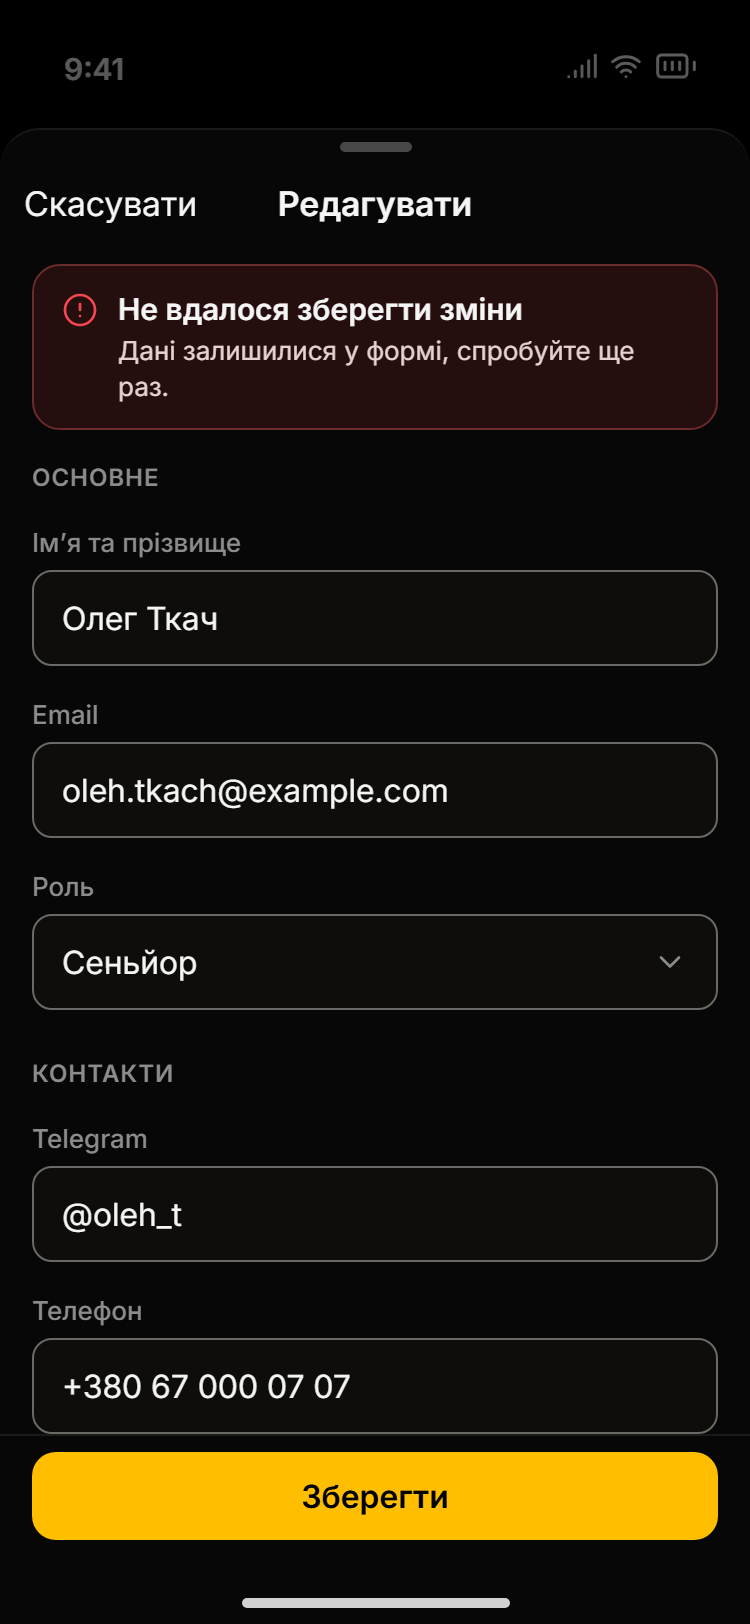 9:41
Скасувати
Редагувати
Не вдалося зберегти зміни
Дані залишилися у формі, спробуйте ще
раз.
ОСНОВНЕ
Ім’я та прізвище
Олег Ткач
Email
oleh.tkach@example.com
Роль
Сеньйор
КОНТАКТИ
Telegram
@oleh_t
Телефон
+380 67 000 07 07
Зберегти